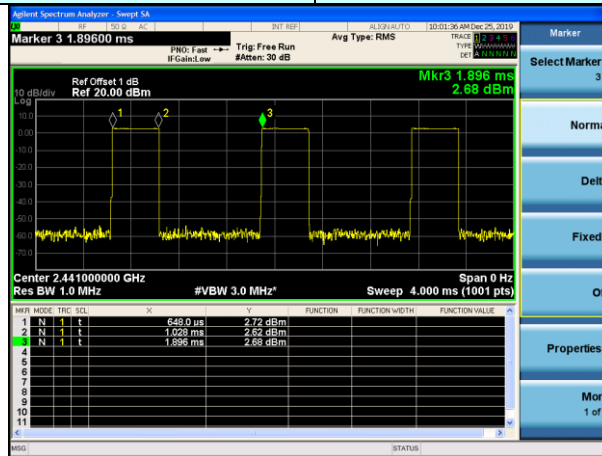 Agilent Spectrum Analyzer - Swept SA
RF 50 Ω AC INT REF ALIGN AUTO 10:01:36 AM Dec 25, 2019
Marker 3 1.89600 ms
PNO: Fast
IFGain:Low
Trig: Free Run
#Atten: 30 dB
Avg Type: RMS
TRACE 1 2 3 4 5 6
TYPE WWWWWW
DET A N N N N N
Ref Offset 1 dB
10 dB/div Ref 20.00 dBm
Mkr3 1.896 ms
2.68 dBm
Log
10.0
0.00
-10.0
-20.0
-30.0
-40.0
-50.0
-60.0
-70.0
1
2
3
Center 2.441000000 GHz Span 0 Hz
Res BW 1.0 MHz #VBW 3.0 MHz* Sweep 4.000 ms (1001 pts)
MKR MODE TRC SCL X Y FUNCTION FUNCTION WIDTH FUNCTION VALUE
1 N 1 t 648.0 µs 2.72 dBm
2 N 1 t 1.028 ms 2.62 dBm
3 N 1 t 1.896 ms 2.68 dBm
4
5
6
7
8
9
10
11
MSG STATUS
Marker
Select Marker
3
Norma
Delt
Fixed
O
Properties
Mor
1 of